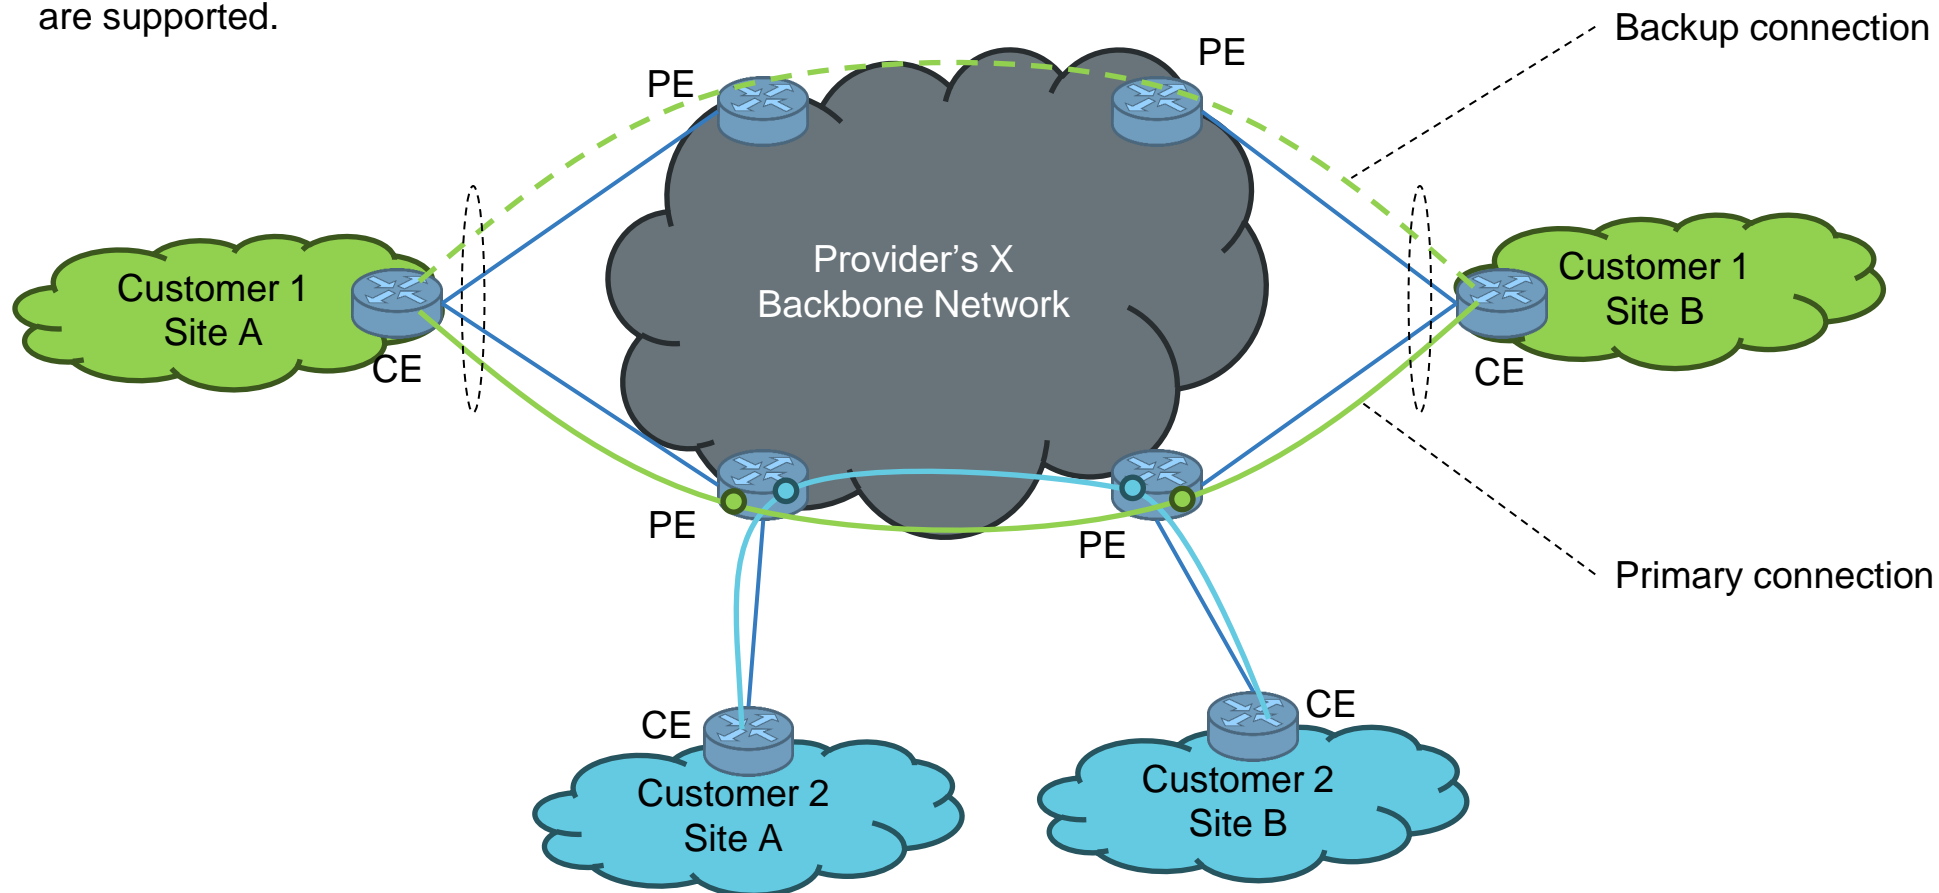 are supported.
Backup connection
PE
PE
Provider’s X
Backbone Network
Customer 1
Site A
CE
Customer 1
Site B
CE
PE
PE
Primary connection
CE
Customer 2
Site A
CE
Customer 2
Site B